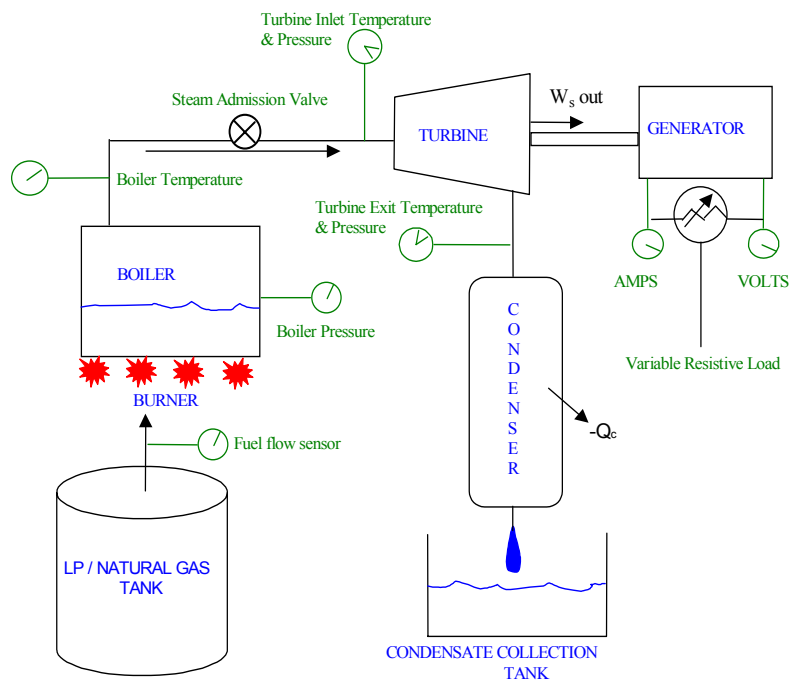 Turbine Inlet Temperature
& Pressure
Steam Admission Valve
Ws out
TURBINE
GENERATOR
Boiler Temperature
Turbine Exit Temperature
& Pressure
BOILER
AMPS
VOLTS
Boiler Pressure
CONDENSER
Variable Resistive Load
BURNER
-Qc
Fuel flow sensor
LP / NATURAL GAS
TANK
CONDENSATE COLLECTION
TANK